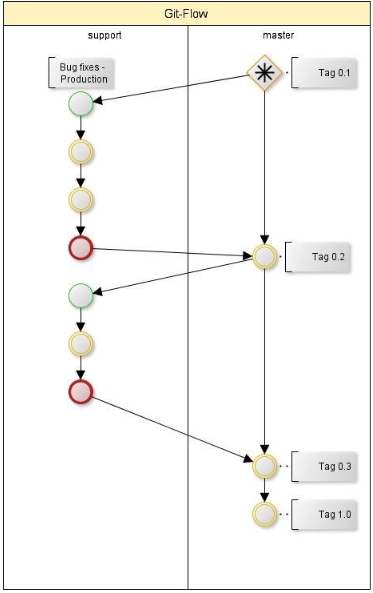 Git-Flow
support
master
Bug fixes -
Production
Tag 0.1
Tag 0.2
Tag 0.3
Tag 1.0